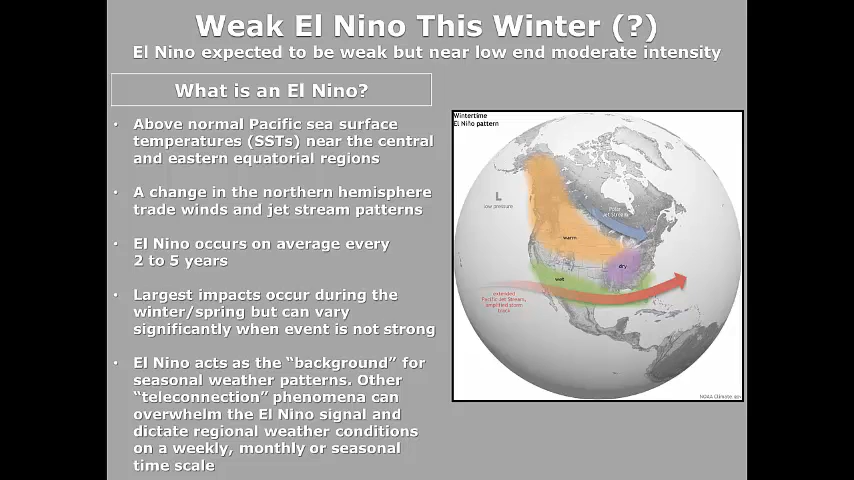 Weak El Nino This Winter (?)
El Nino expected to be weak but near low end moderate intensity
What is an El Nino?
• Above normal Pacific sea surface
temperatures (SSTs) near the central
and eastern equatorial regions
• A change in the northern hemisphere
trade winds and jet stream patterns
• El Nino occurs on average every
2 to 5 years
• Largest impacts occur during the
winter/spring but can vary
significantly when event is not strong
• El Nino acts as the “background” for
seasonal weather patterns. Other
“teleconnection” phenomena can
overwhelm the El Nino signal and
dictate regional weather conditions
on a weekly, monthly or seasonal
time scale
Wintertime
El Niño pattern
L
low pressure
Polar
Jet Stream
warm
dry
wet
extended
Pacific Jet Stream,
amplified storm
track
NOAA Climate.gov